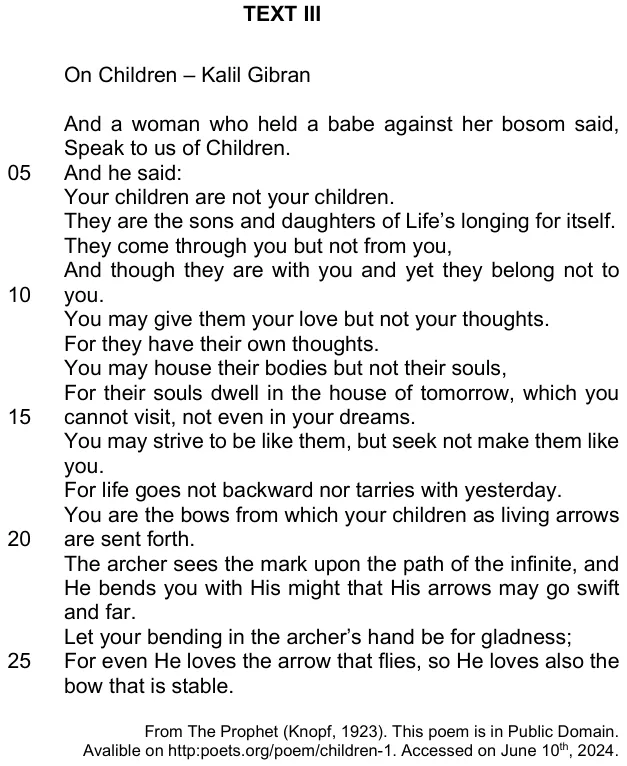 TEXT III
On Children – Kalil Gibran
And a woman who held a babe against her bosom said,
Speak to us of Children.
05 And he said:
Your children are not your children.
They are the sons and daughters of Life's longing for itself.
They come through you but not from you,
And though they are with you and yet they belong not to
10 you.
You may give them your love but not your thoughts.
For they have their own thoughts.
You may house their bodies but not their souls,
For their souls dwell in the house of tomorrow, which you
15 cannot visit, not even in your dreams.
You may strive to be like them, but seek not make them like
you.
For life goes not backward nor tarries with yesterday.
You are the bows from which your children as living arrows
20 are sent forth.
The archer sees the mark upon the path of the infinite, and
He bends you with His might that His arrows may go swift
and far.
Let your bending in the archer's hand be for gladness;
25 For even He loves the arrow that flies, so He loves also the
bow that is stable.
From The Prophet (Knopf, 1923). This poem is in Public Domain.
Avalible on http:poets.org/poem/children-1. Accessed on June 10th, 2024.